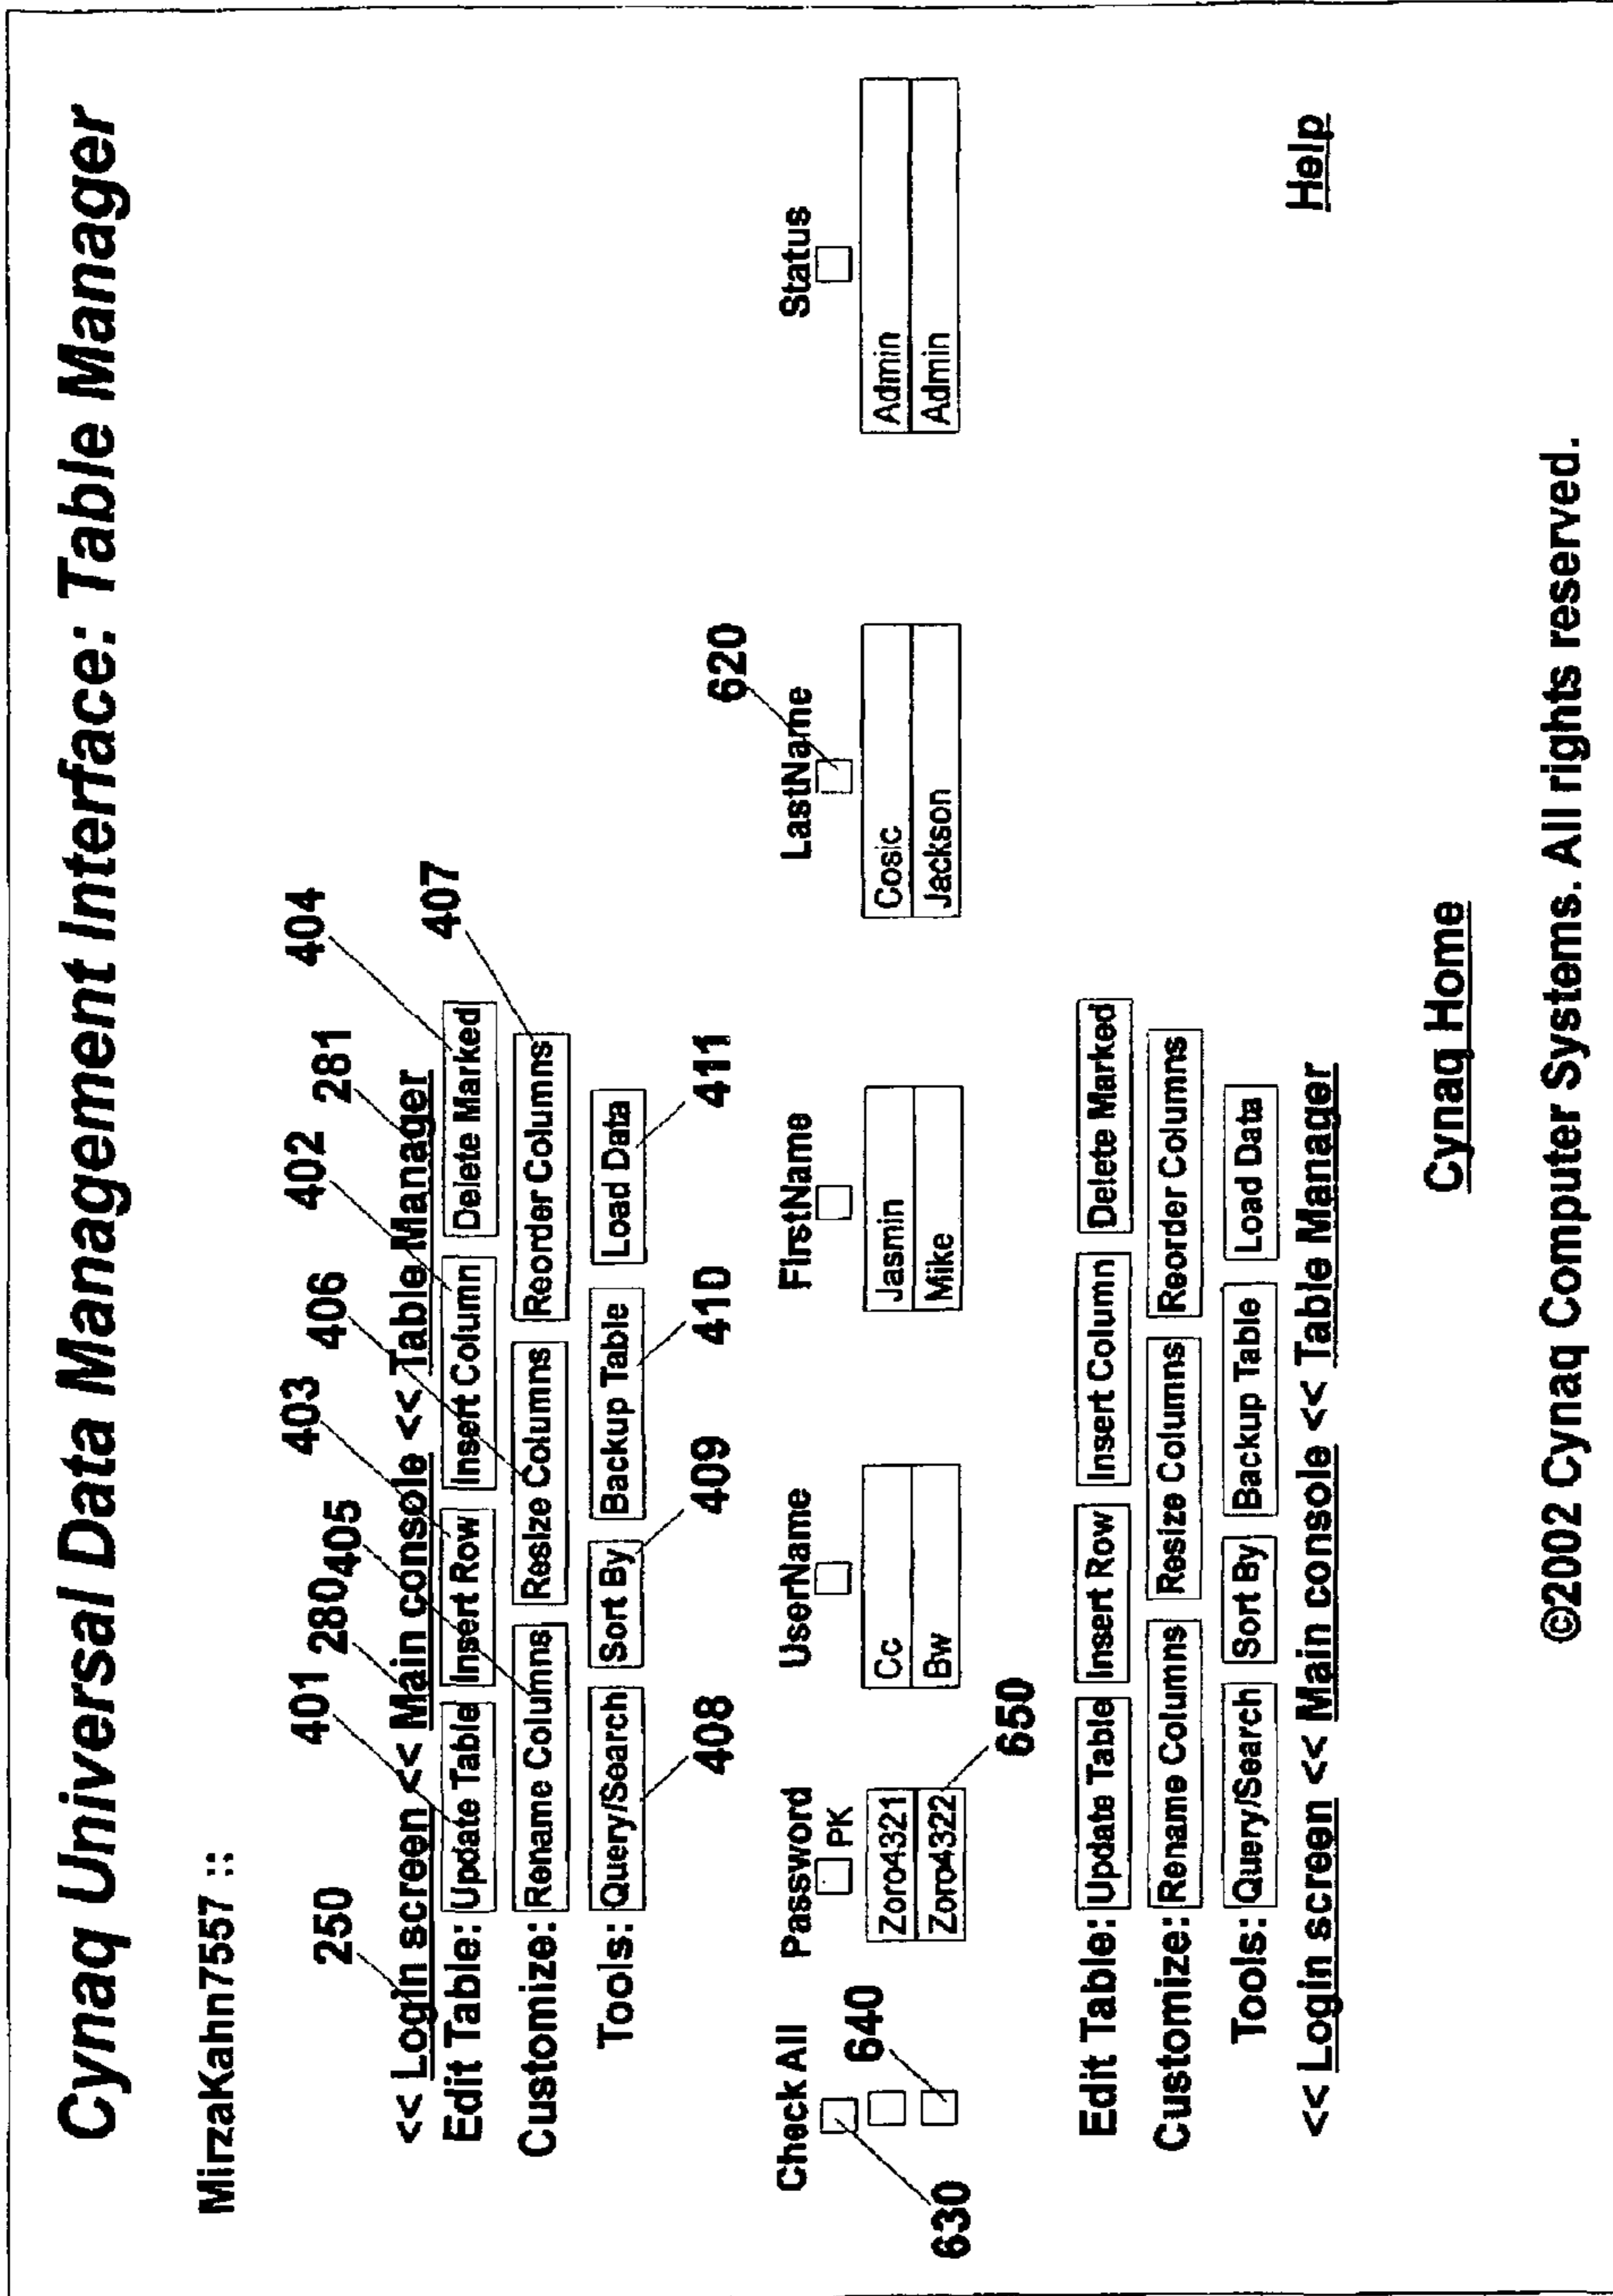 Cynaq Universal Data Management Interface: Table Manager
MirzaKahn7557 ::
250 401 280 405 403 406 402 281 404
<< Login screen << Main console << Table Manager
407
Edit Table: Update Table Insert Row Insert Column Delete Marked
Customize: Rename Columns Resize Columns Reorder Columns
Tools: Query/Search Sort By Backup Table Load Data
408 409 410 411
620
Check All Password UserName FirstName LastName Status
PK
Zoro4321 Cc Jasmin Cosic Admin
Zoro4322 Bw Mike Jackson Admin
630 640 650
Edit Table: Update Table Insert Row Insert Column Delete Marked
Customize: Rename Columns Resize Columns Reorder Columns
Tools: Query/Search Sort By Backup Table Load Data
<< Login screen << Main console << Table Manager
Help
Cynaq Home
©2002 Cynaq Computer Systems. All rights reserved.